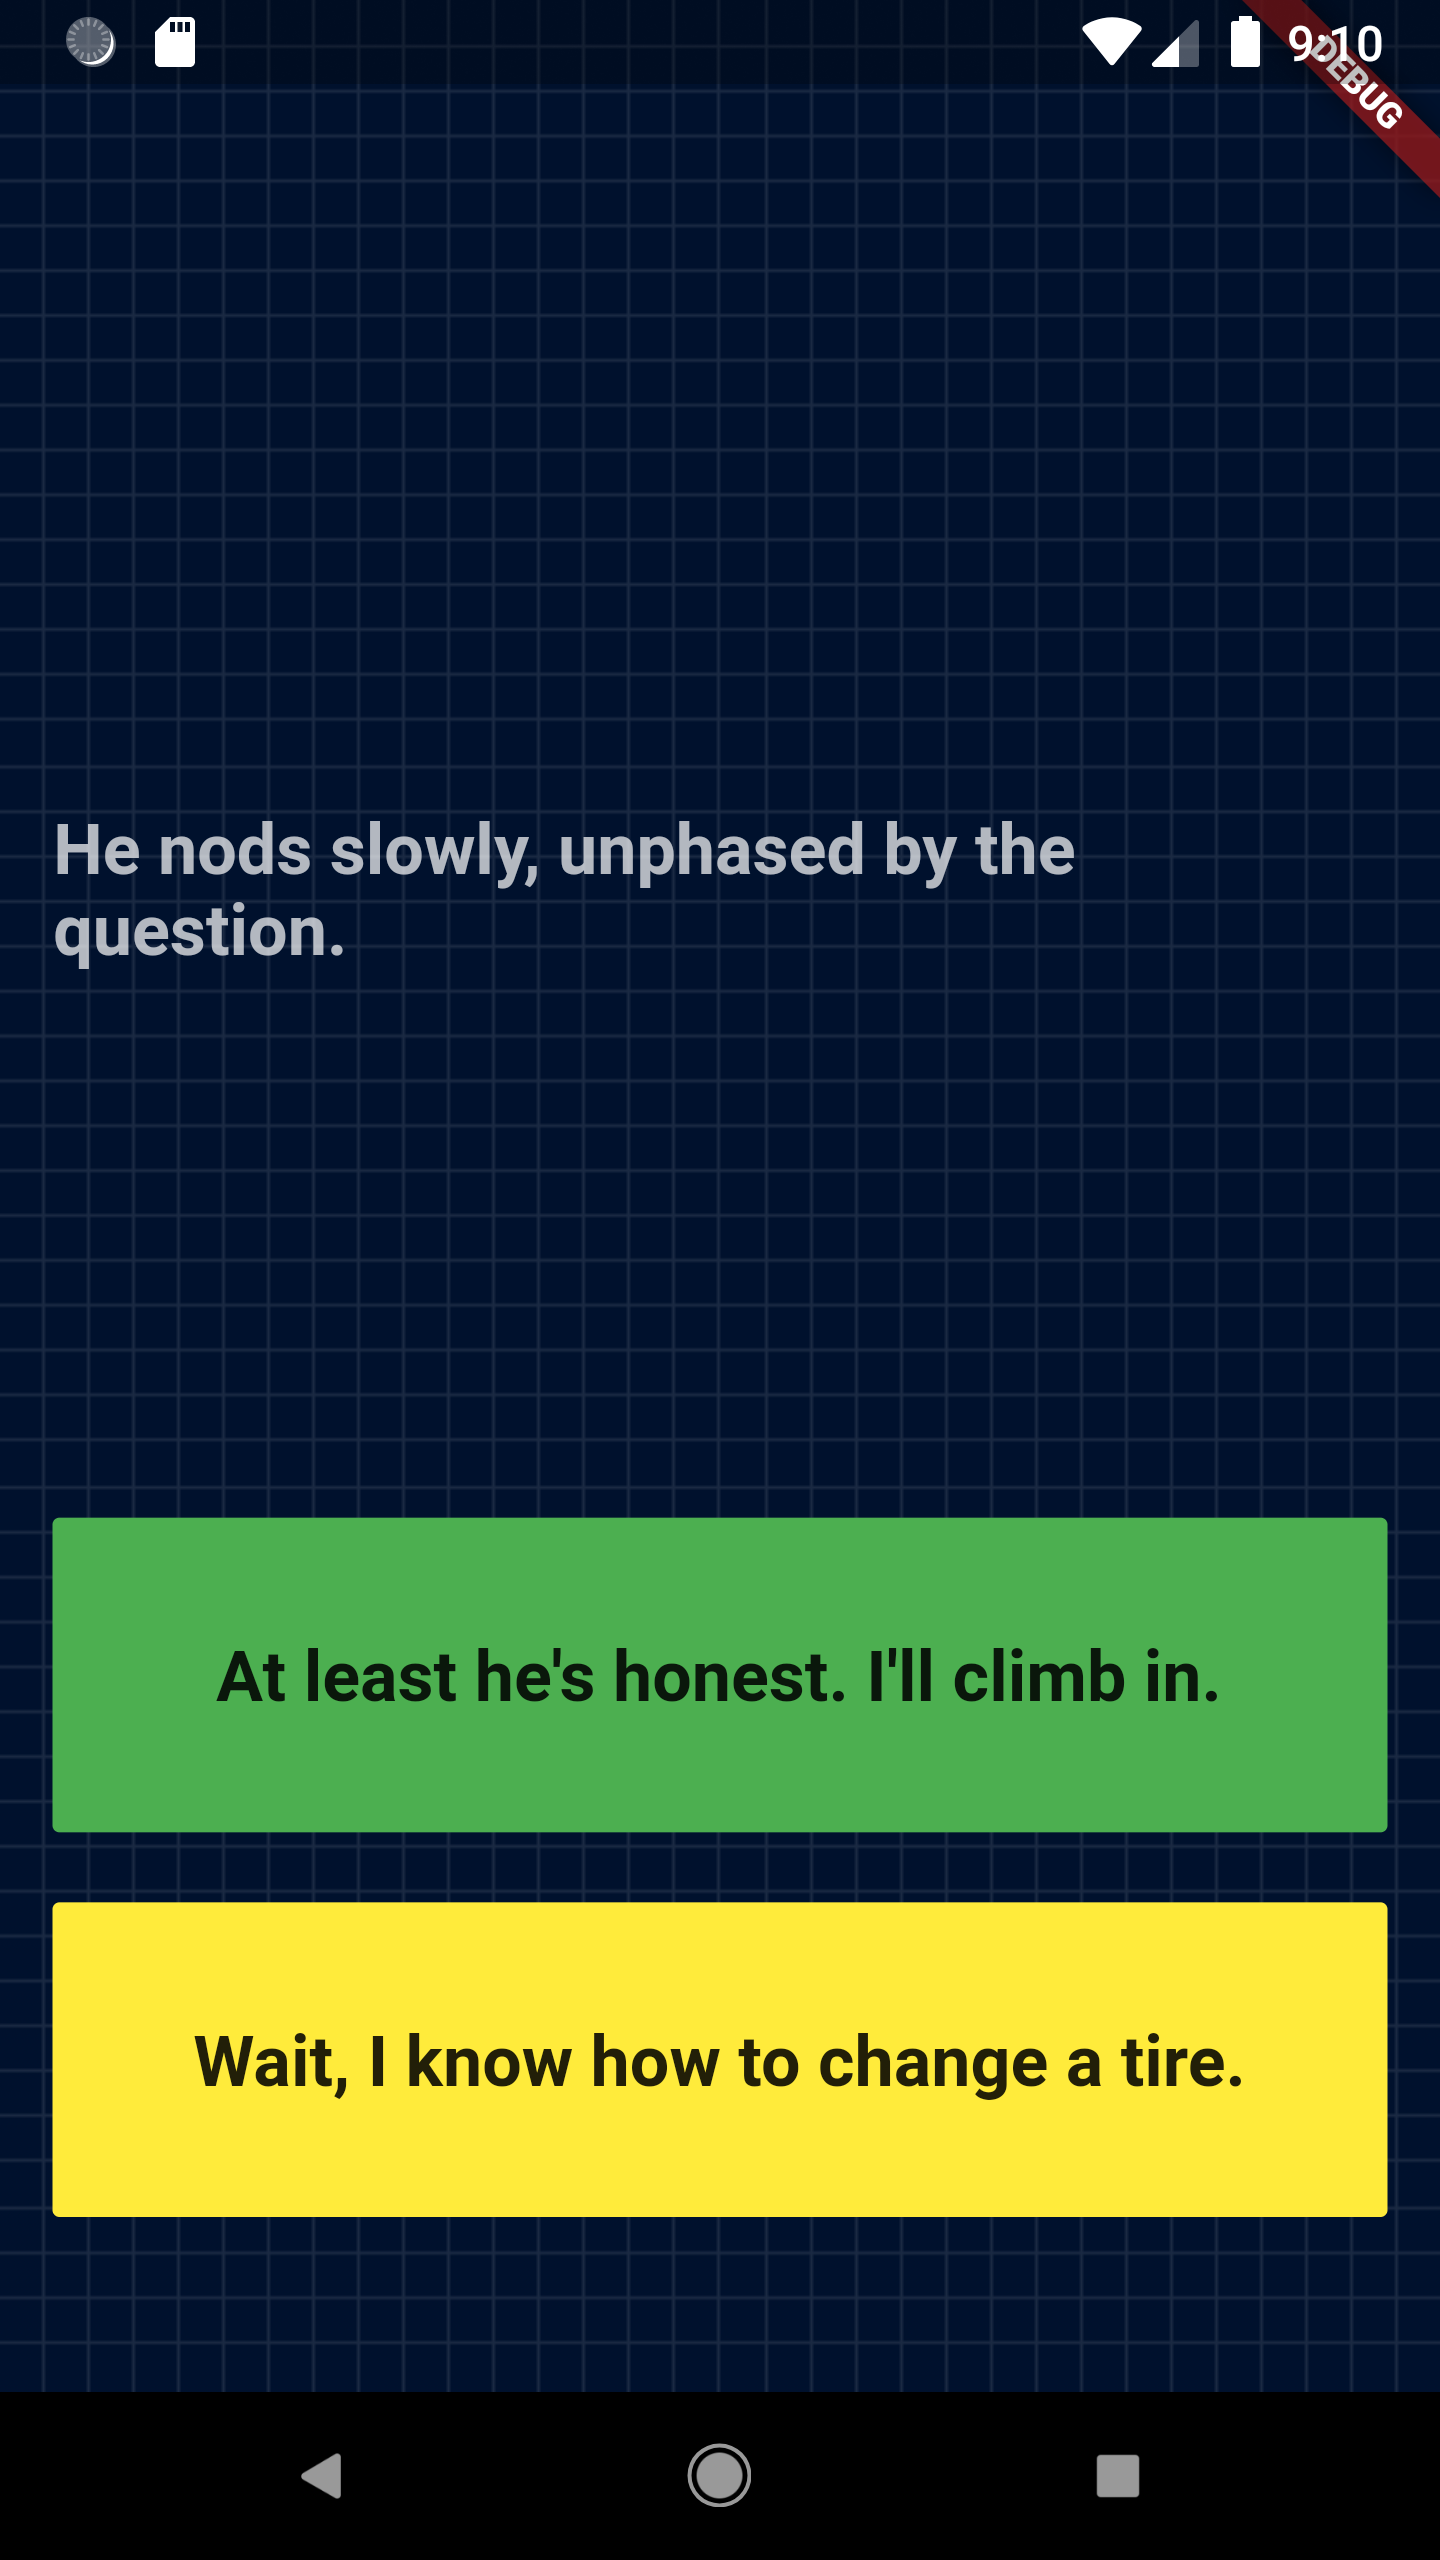 9:10
DEBUG
He nods slowly, unphased by the
question.
At least he's honest. I'll climb in.
Wait, I know how to change a tire.